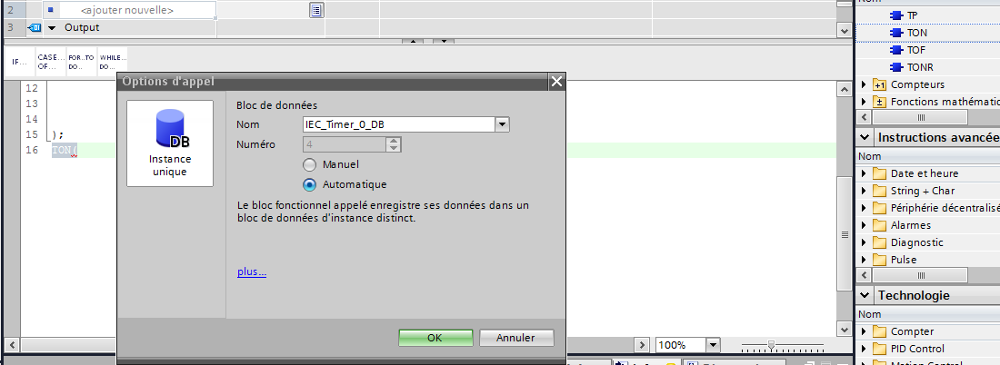 TP
2 <ajouter nouvelle>
3 Output
TON
TOF
TONR
Compteurs
Fonctions mathématic
IF... CASE... OF... FOR..TO DO.. WHILE.. DO...
12
13
14
15 );
16 TON(
Options d'appel
DB
Instance
unique
Bloc de données
Nom IEC_Timer_0_DB
Numéro 4
Manuel
Automatique
Le bloc fonctionnel appelé enregistre ses données dans un
bloc de données d'instance distinct.
plus...
OK Annuler
100%
Instructions avancée
Nom
Date et heure
String + Char
Périphérie décentralisé
Alarmes
Diagnostic
Pulse
Technologie
Nom
Compter
PID Control